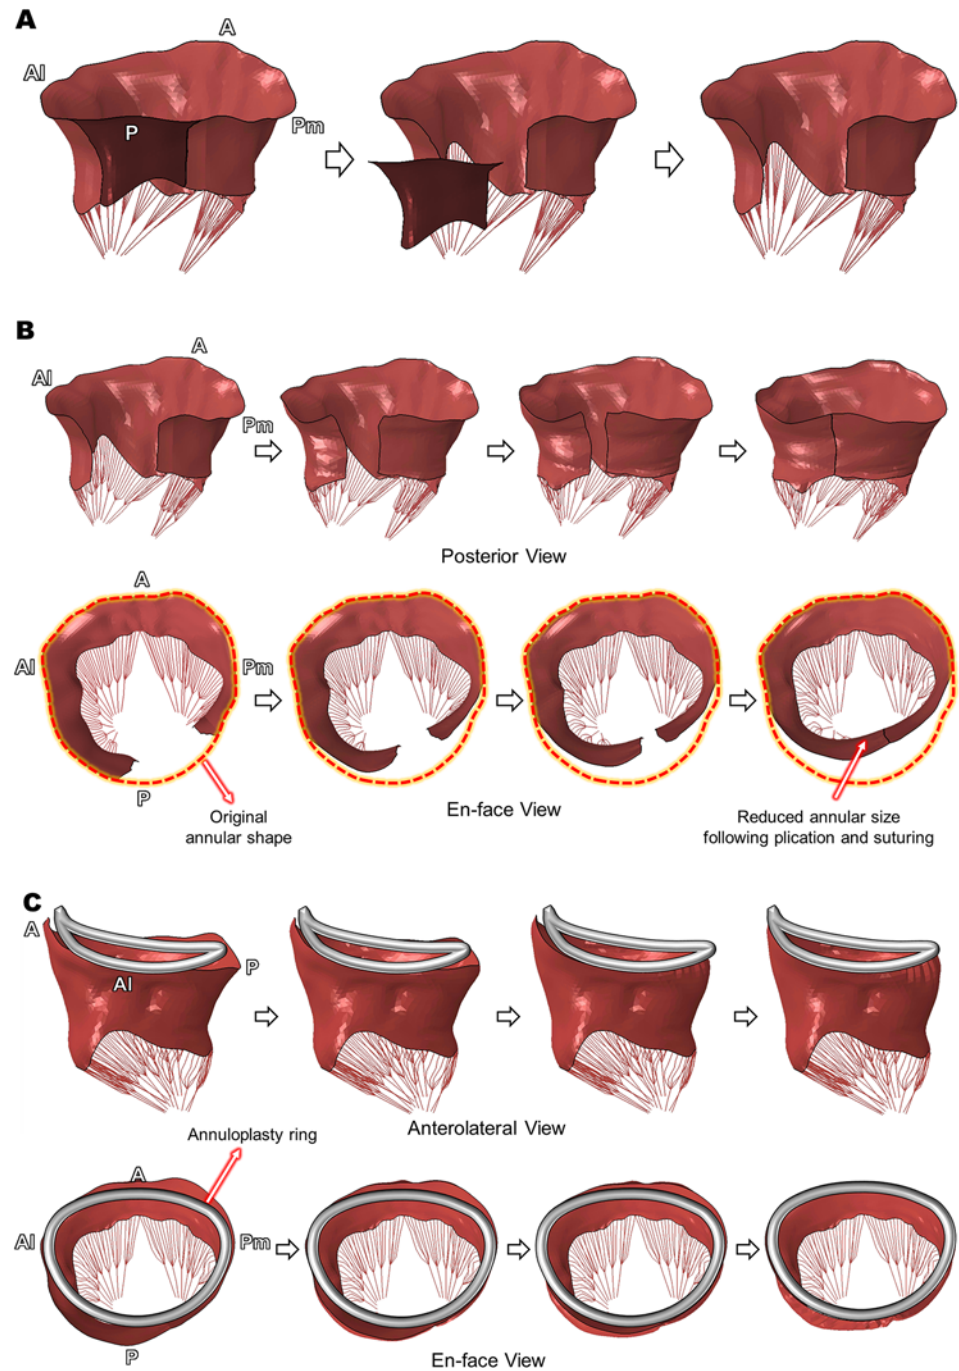 A
A
Al
P
Pm
B
A
Al
Pm
Posterior View
A
Al
Pm
P
Original
annular shape
En-face View
Reduced annular size
following plication and suturing
C
A
P
Al
Anterolateral View
Annuloplasty ring
A
Al
Pm
P
En-face View